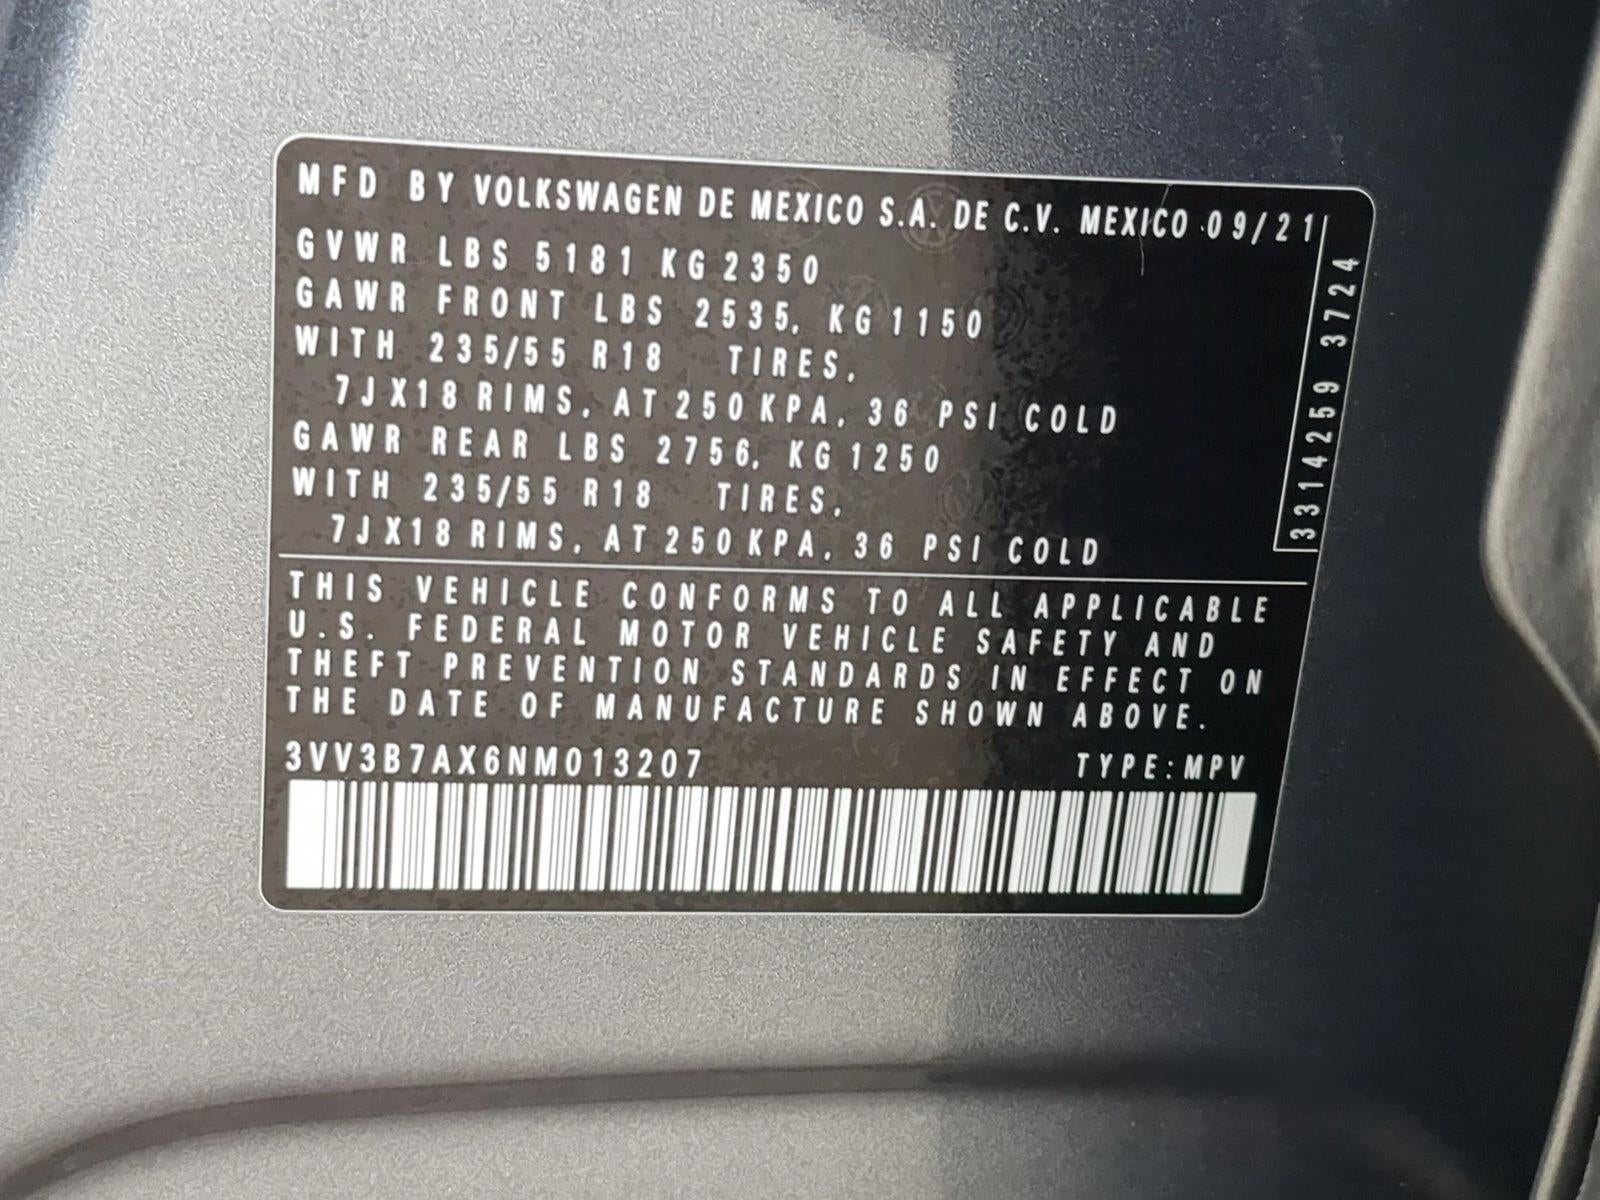 MFD BY VOLKSWAGEN DE MEXICO S.A. DE C.V. MEXICO 09/21
GVWR LBS 5181 KG 2350
GAWR FRONT LBS 2535, KG 1150
WITH 235/55 R18 TIRES,
7JX18 RIMS, AT 250 KPA, 36 PSI COLD
GAWR REAR LBS 2756, KG 1250
WITH 235/55 R18 TIRES,
7JX18 RIMS, AT 250 KPA, 36 PSI COLD
3314259 3724
THIS VEHICLE CONFORMS TO ALL APPLICABLE
U.S. FEDERAL MOTOR VEHICLE SAFETY AND
THEFT PREVENTION STANDARDS IN EFFECT ON
THE DATE OF MANUFACTURE SHOWN ABOVE.
3VV3B7AX6NM013207 TYPE:MPV